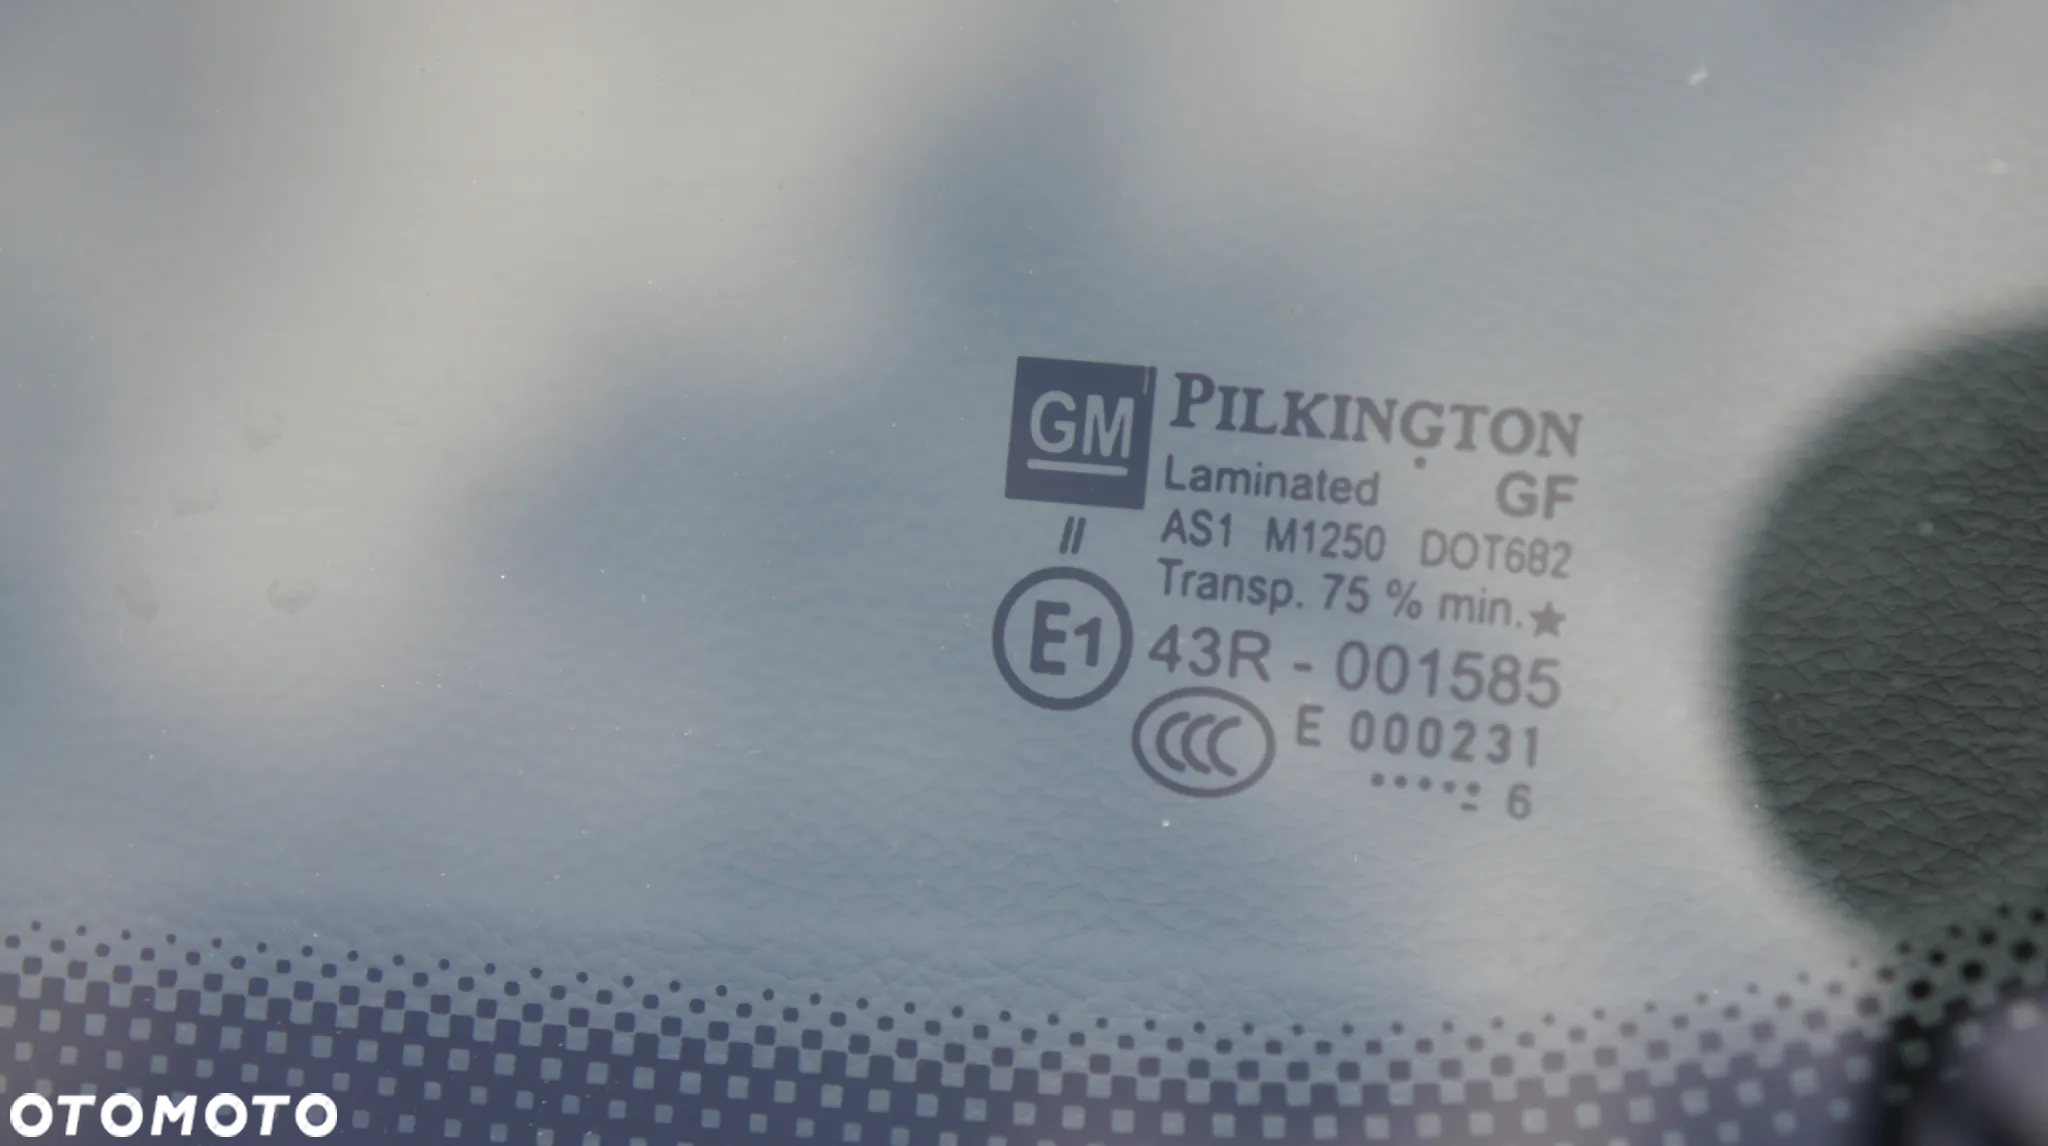 GM PILKINGTON
Laminated GF
// AS1 M1250 DOT682
Transp. 75 % min.★
E1 43R - 001585
CCC E 000231
6
OTOMOTO